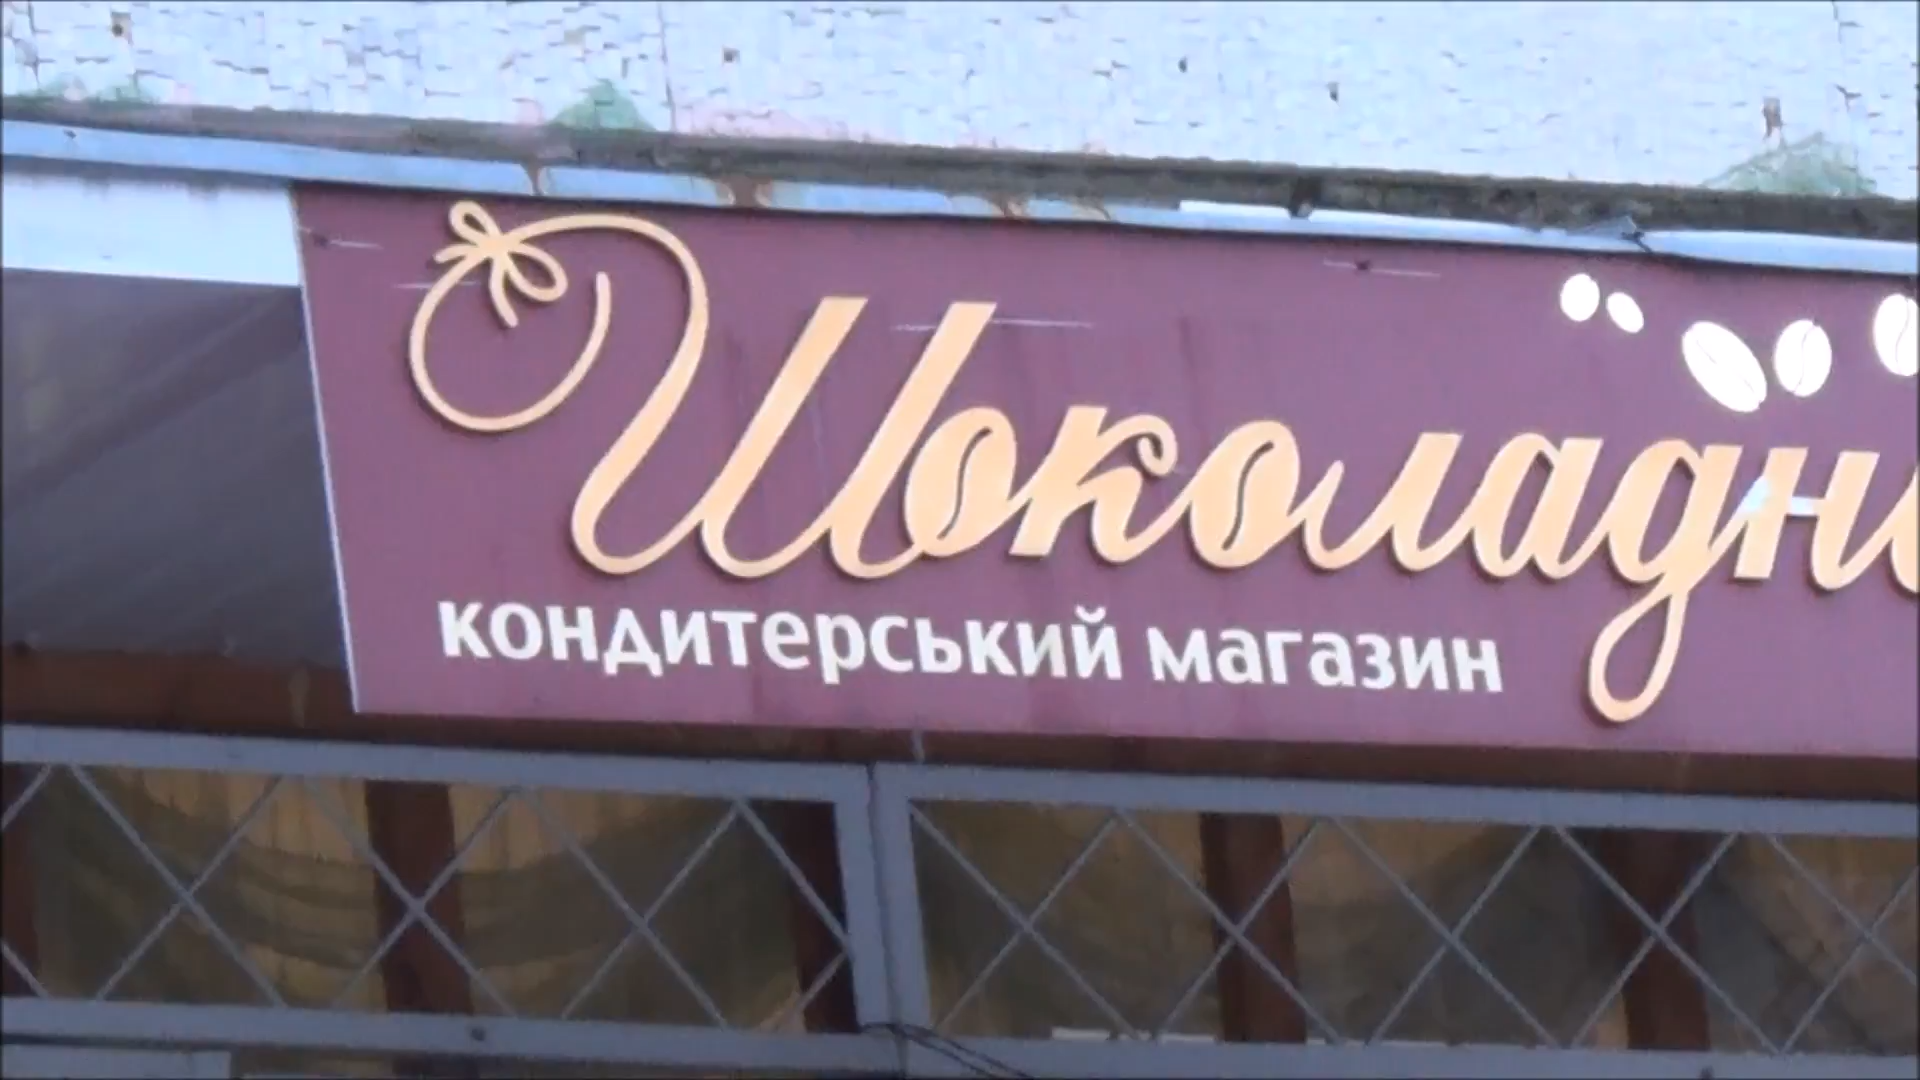 Шоколадн
кондитерський магазин